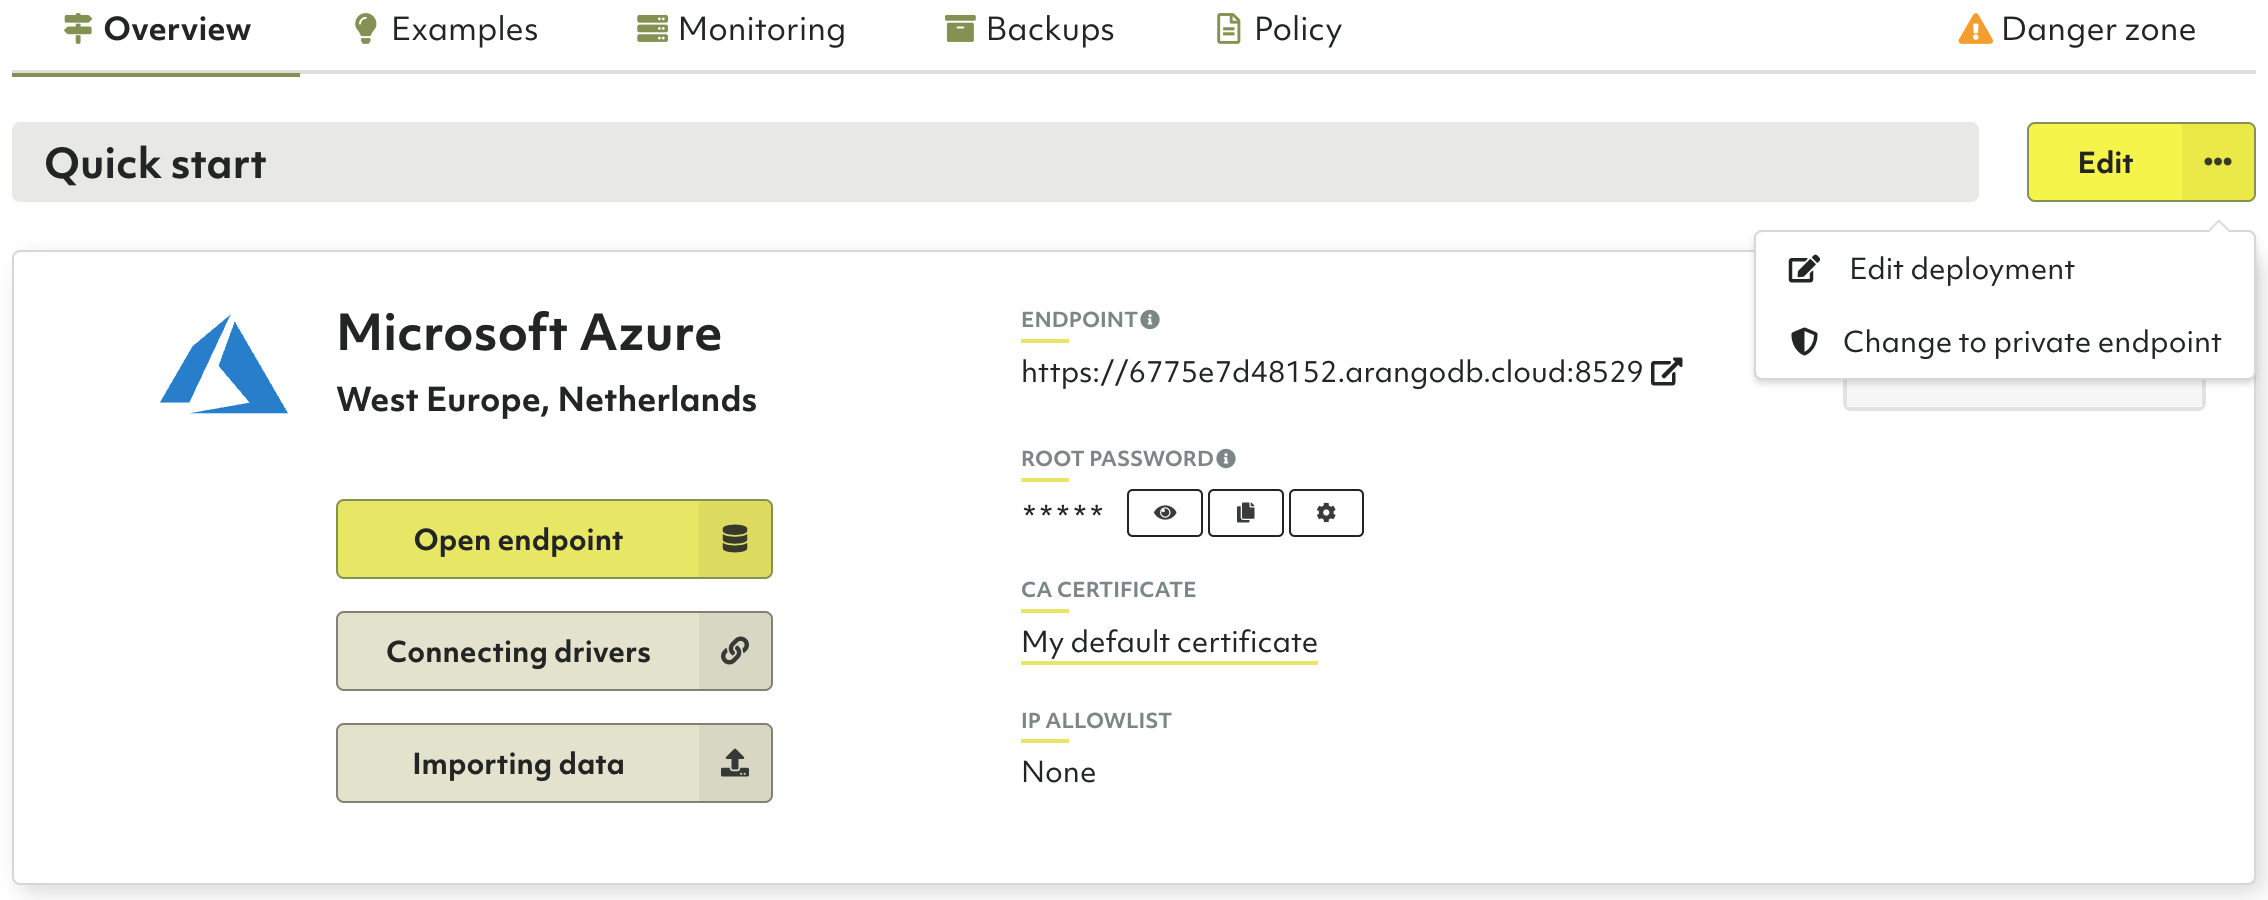 Overview
Examples
Monitoring
Backups
Policy
Danger zone
Quick start
Edit
Edit deployment
Change to private endpoint
Microsoft Azure
West Europe, Netherlands
Open endpoint
Connecting drivers
Importing data
ENDPOINT
https://6775e7d48152.arangodb.cloud:8529
ROOT PASSWORD
*****
CA CERTIFICATE
My default certificate
IP ALLOWLIST
None